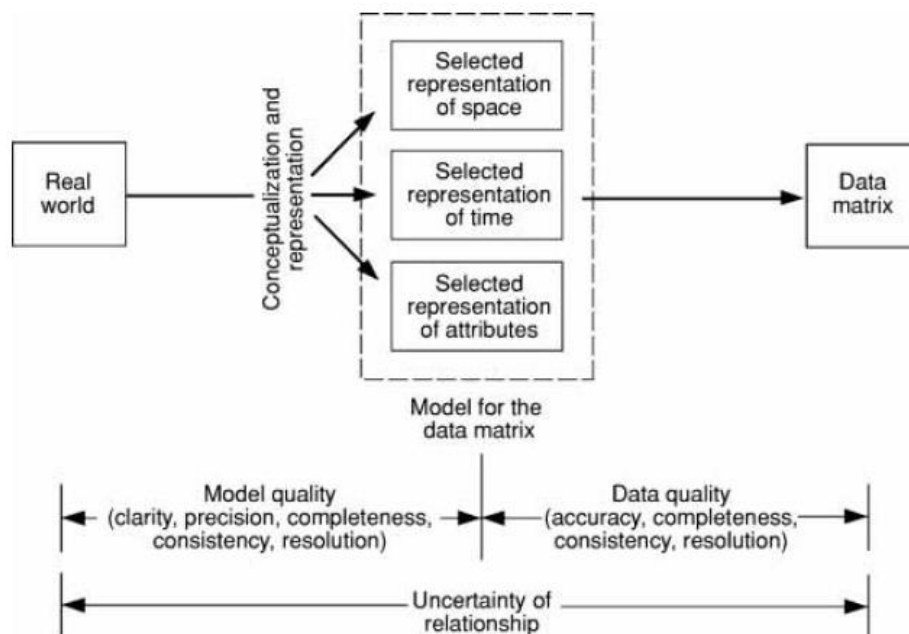 Real
world
Conceptualization and
representation
Selected
representation
of space
Selected
representation
of time
Selected
representation
of attributes
Data
matrix
Model for the
data matrix
Model quality
(clarity, precision, completeness,
consistency, resolution)
Data quality
(accuracy, completeness,
consistency, resolution)
Uncertainty of
relationship